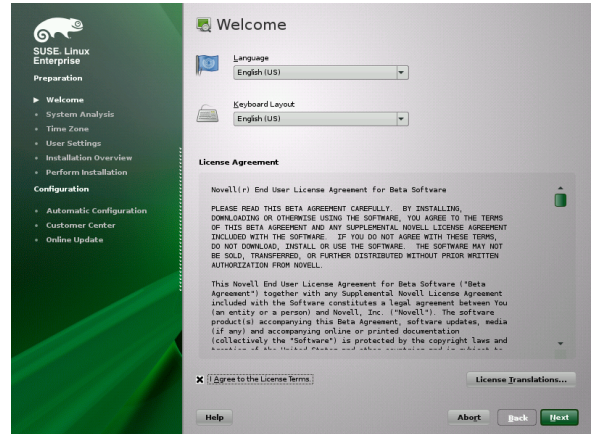 SUSE. Linux
Enterprise
Preparation
Welcome
System Analysis
Time Zone
User Settings
Installation Overview
Perform Installation
Configuration
Automatic Configuration
Customer Center
Online Update
Welcome
Language
English (US)
Keyboard Layout
English (US)
License Agreement
Novell(r) End User License Agreement for Beta Software
PLEASE READ THIS BETA AGREEMENT CAREFULLY. BY INSTALLING,
DOWNLOADING OR OTHERWISE USING THE SOFTWARE, YOU AGREE TO THE TERMS
OF THIS BETA AGREEMENT AND ANY SUPPLEMENTAL NOVELL LICENSE AGREEMENT
INCLUDED WITH THE SOFTWARE. IF YOU DO NOT AGREE WITH THESE TERMS,
DO NOT DOWNLOAD, INSTALL OR USE THE SOFTWARE. THE SOFTWARE MAY NOT
BE SOLD, TRANSFERRED, OR FURTHER DISTRIBUTED WITHOUT PRIOR WRITTEN
AUTHORIZATION FROM NOVELL.
This Novell End User License Agreement for Beta Software ("Beta
Agreement") together with any Supplemental Novell License Agreement
included with the Software constitutes a legal agreement between You
(an entity or a person) and Novell, Inc. ("Novell"). The software
product(s) accompanying this Beta Agreement, software updates, media
(if any) and accompanying online or printed documentation
(collectively the "Software") is protected by the copyright laws and
I Agree to the License Terms.
License Translations...
Help
Abort
Back
Next